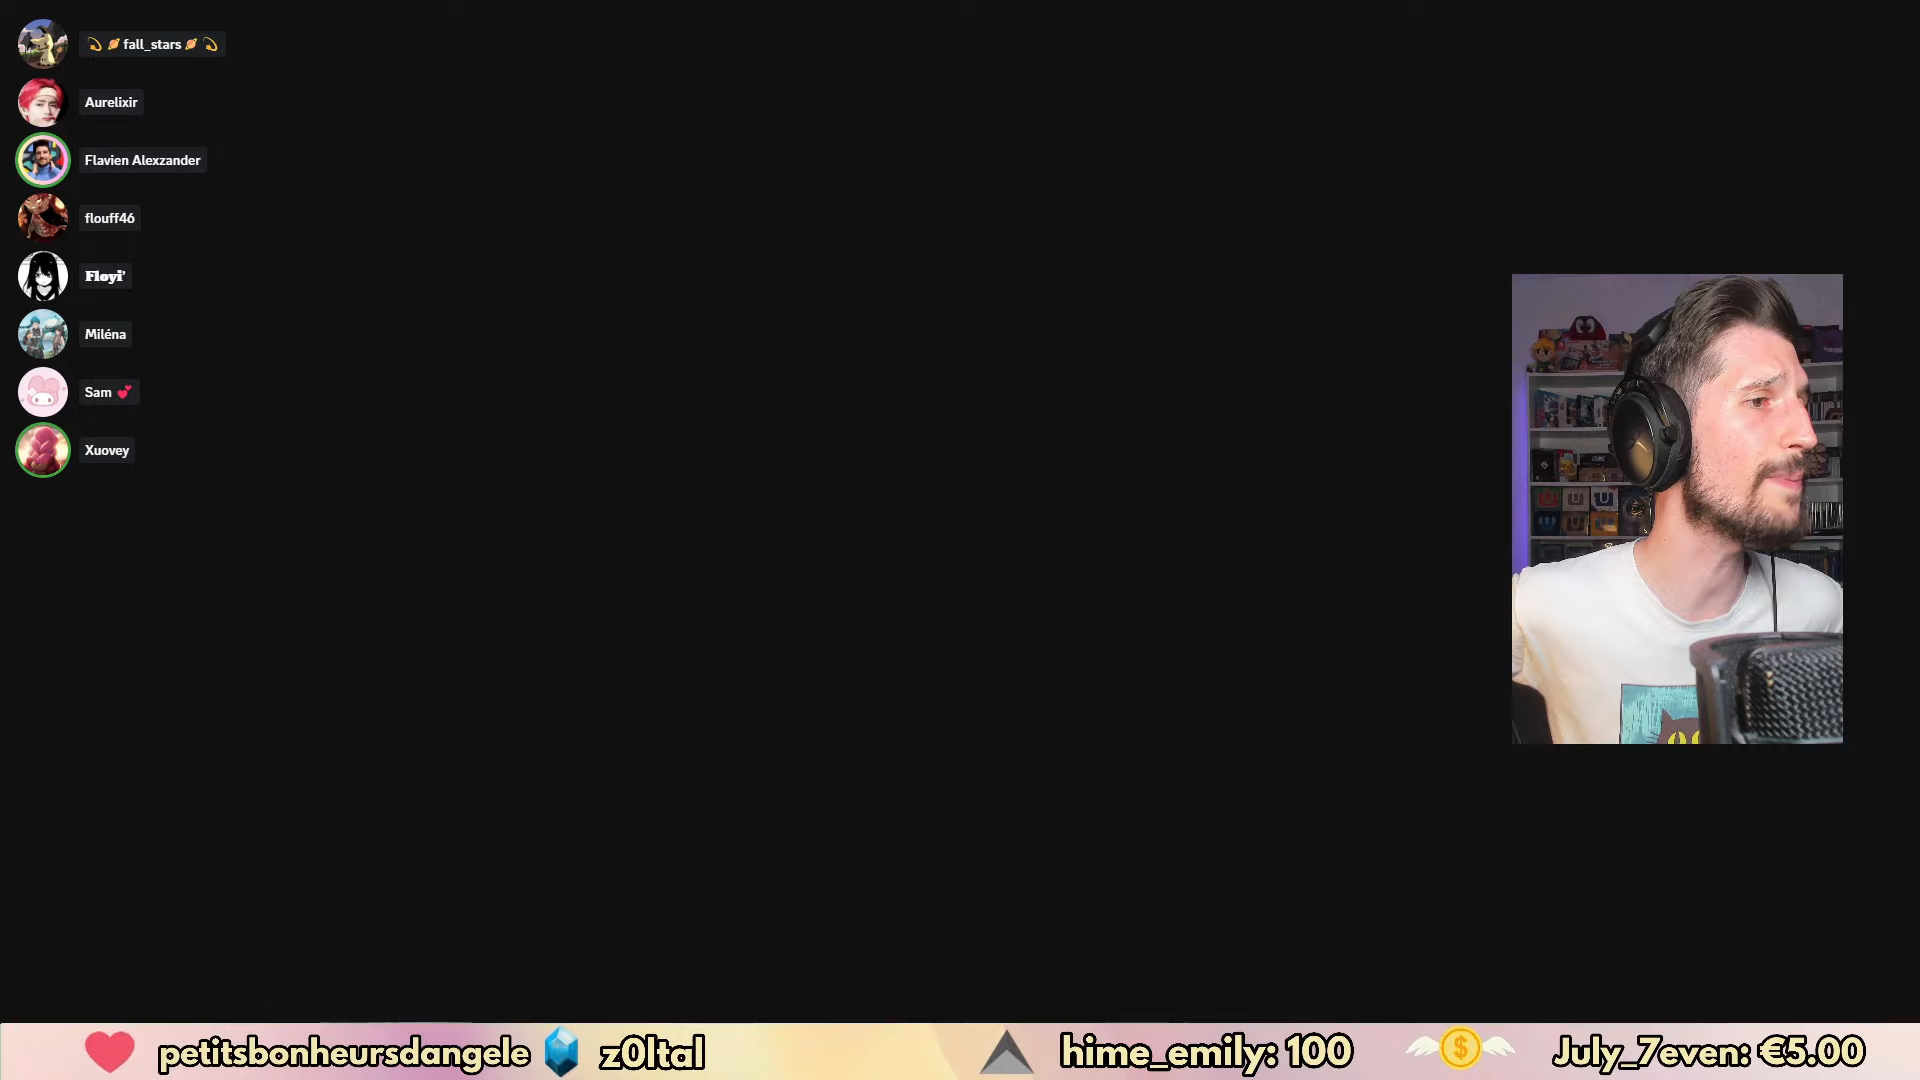 fall_stars
Aurelixir
Flavien Alexzander
flouff46
Floyi'
Miléna
Sam
Xuovey
petitsbonheursdangele
z0ltal
hime_emily: 100
July_7even: €5.00